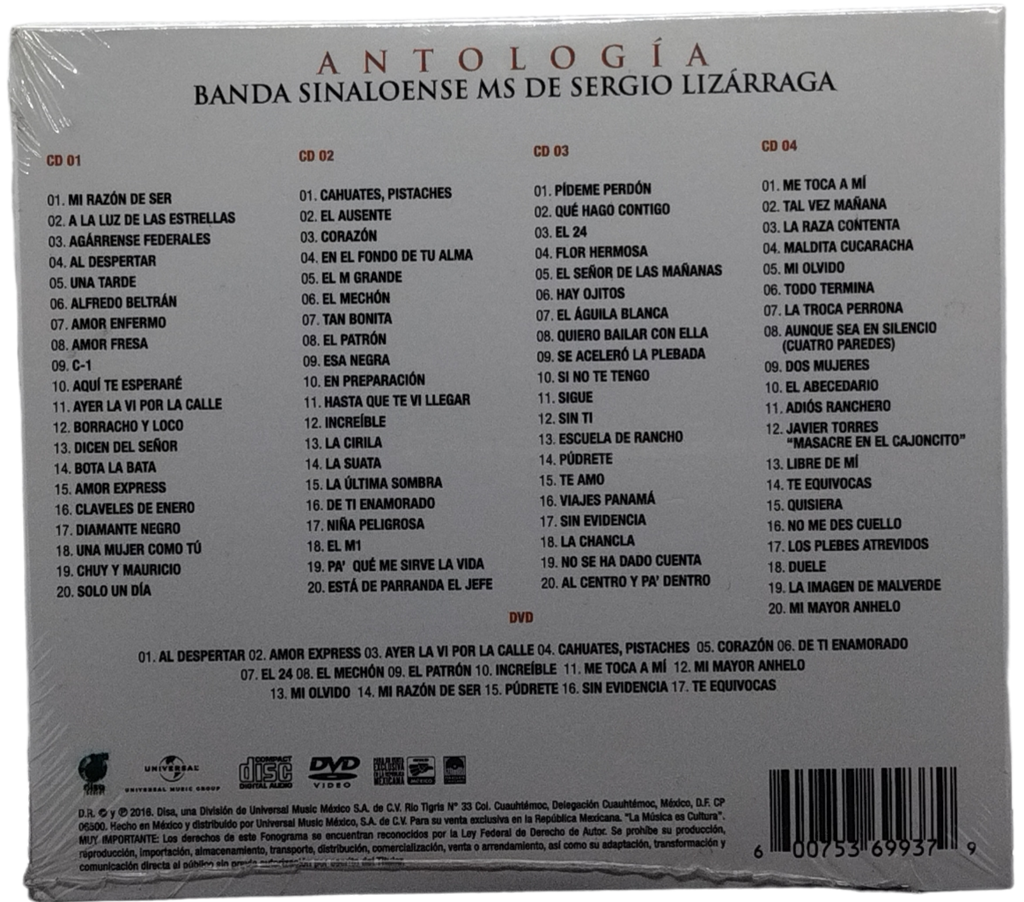 ANTOLOGÍA
BANDA SINALOENSE MS DE SERGIO LIZÁRRAGA
CD 01
01. MI RAZÓN DE SER
02. A LA LUZ DE LAS ESTRELLAS
03. AGÁRRENSE FEDERALES
04. AL DESPERTAR
05. UNA TARDE
06. ALFREDO BELTRÁN
07. AMOR ENFERMO
08. AMOR FRESA
09. C-1
10. AQUÍ TE ESPERARÉ
11. AYER LA VI POR LA CALLE
12. BORRACHO Y LOCO
13. DICEN DEL SEÑOR
14. BOTA LA BATA
15. AMOR EXPRESS
16. CLAVELES DE ENERO
17. DIAMANTE NEGRO
18. UNA MUJER COMO TÚ
19. CHUY Y MAURICIO
20. SOLO UN DÍA
CD 02
01. CAHUATES, PISTACHES
02. EL AUSENTE
03. CORAZÓN
04. EN EL FONDO DE TU ALMA
05. EL M GRANDE
06. EL MECHÓN
07. TAN BONITA
08. EL PATRÓN
09. ESA NEGRA
10. EN PREPARACIÓN
11. HASTA QUE TE VI LLEGAR
12. INCREÍBLE
13. LA CIRILA
14. LA SUATA
15. LA ÚLTIMA SOMBRA
16. DE TI ENAMORADO
17. NIÑA PELIGROSA
18. EL M1
19. PA' QUÉ ME SIRVE LA VIDA
20. ESTÁ DE PARRANDA EL JEFE
CD 03
01. PÍDEME PERDÓN
02. QUÉ HAGO CONTIGO
03. EL 24
04. FLOR HERMOSA
05. EL SEÑOR DE LAS MAÑANAS
06. HAY OJITOS
07. EL ÁGUILA BLANCA
08. QUIERO BAILAR CON ELLA
09. SE ACELERÓ LA PLEBADA
10. SI NO TE TENGO
11. SIGUE
12. SIN TI
13. ESCUELA DE RANCHO
14. PÚDRETE
15. TE AMO
16. VIAJES PANAMÁ
17. SIN EVIDENCIA
18. LA CHANCLA
19. NO SE HA DADO CUENTA
20. AL CENTRO Y PA' DENTRO
CD 04
01. ME TOCA A MÍ
02. TAL VEZ MAÑANA
03. LA RAZA CONTENTA
04. MALDITA CUCARACHA
05. MI OLVIDO
06. TODO TERMINA
07. LA TROCA PERRONA
08. AUNQUE SEA EN SILENCIO
(CUATRO PAREDES)
09. DOS MUJERES
10. EL ABECEDARIO
11. ADIÓS RANCHERO
12. JAVIER TORRES
"MASACRE EN EL CAJONCITO"
13. LIBRE DE MÍ
14. TE EQUIVOCAS
15. QUISIERA
16. NO ME DES CUELLO
17. LOS PLEBES ATREVIDOS
18. DUELE
19. LA IMAGEN DE MALVERDE
20. MI MAYOR ANHELO
DVD
01. AL DESPERTAR 02. AMOR EXPRESS 03. AYER LA VI POR LA CALLE 04. CAHUATES, PISTACHES 05. CORAZÓN 06. DE TI ENAMORADO
07. EL 24 08. EL MECHÓN 09. EL PATRÓN 10. INCREÍBLE 11. ME TOCA A MÍ 12. MI MAYOR ANHELO
13. MI OLVIDO 14. MI RAZÓN DE SER 15. PÚDRETE 16. SIN EVIDENCIA 17. TE EQUIVOCAS
disa
UNIVERSAL
UNIVERSAL MUSIC GROUP
COMPACT
disc
DIGITAL AUDIO
DVD
VIDEO
PARA SU VENTA
EXCLUSIVA
EN LA REPÚBLICA
MEXICANA
D.R. © y ℗ 2016. Disa, una División de Universal Music México S.A. de C.V. Río Tigris N° 33 Col. Cuauhtémoc, Delegación Cuauhtémoc, México, D.F. CP
06500. Hecho en México y distribuido por Universal Music México, S.A. de C.V. Para su venta exclusiva en la República Mexicana. "La Música es Cultura".
MUY IMPORTANTE: Los derechos de este Fonograma se encuentran reconocidos por la Ley Federal de Derecho de Autor. Se prohíbe su producción,
reproducción, importación, almacenamiento, transporte, distribución, comercialización, venta o arrendamiento, así como su adaptación, transformación y
comunicación directa al público sin previa autorización por escrito del Titular.
6 00753 69937 9